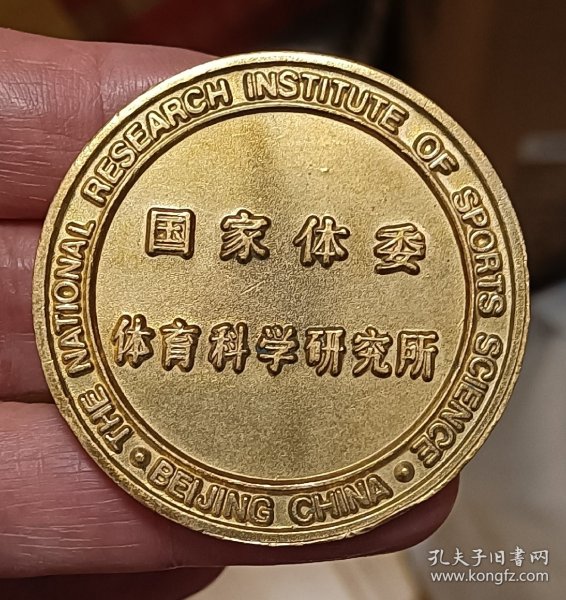 THE NATIONAL RESEARCH INSTITUTE OF SPORTS SCIENCE
国家体委
体育科学研究所
• BEIJING CHINA •
孔夫子旧书网
www.kongfz.com